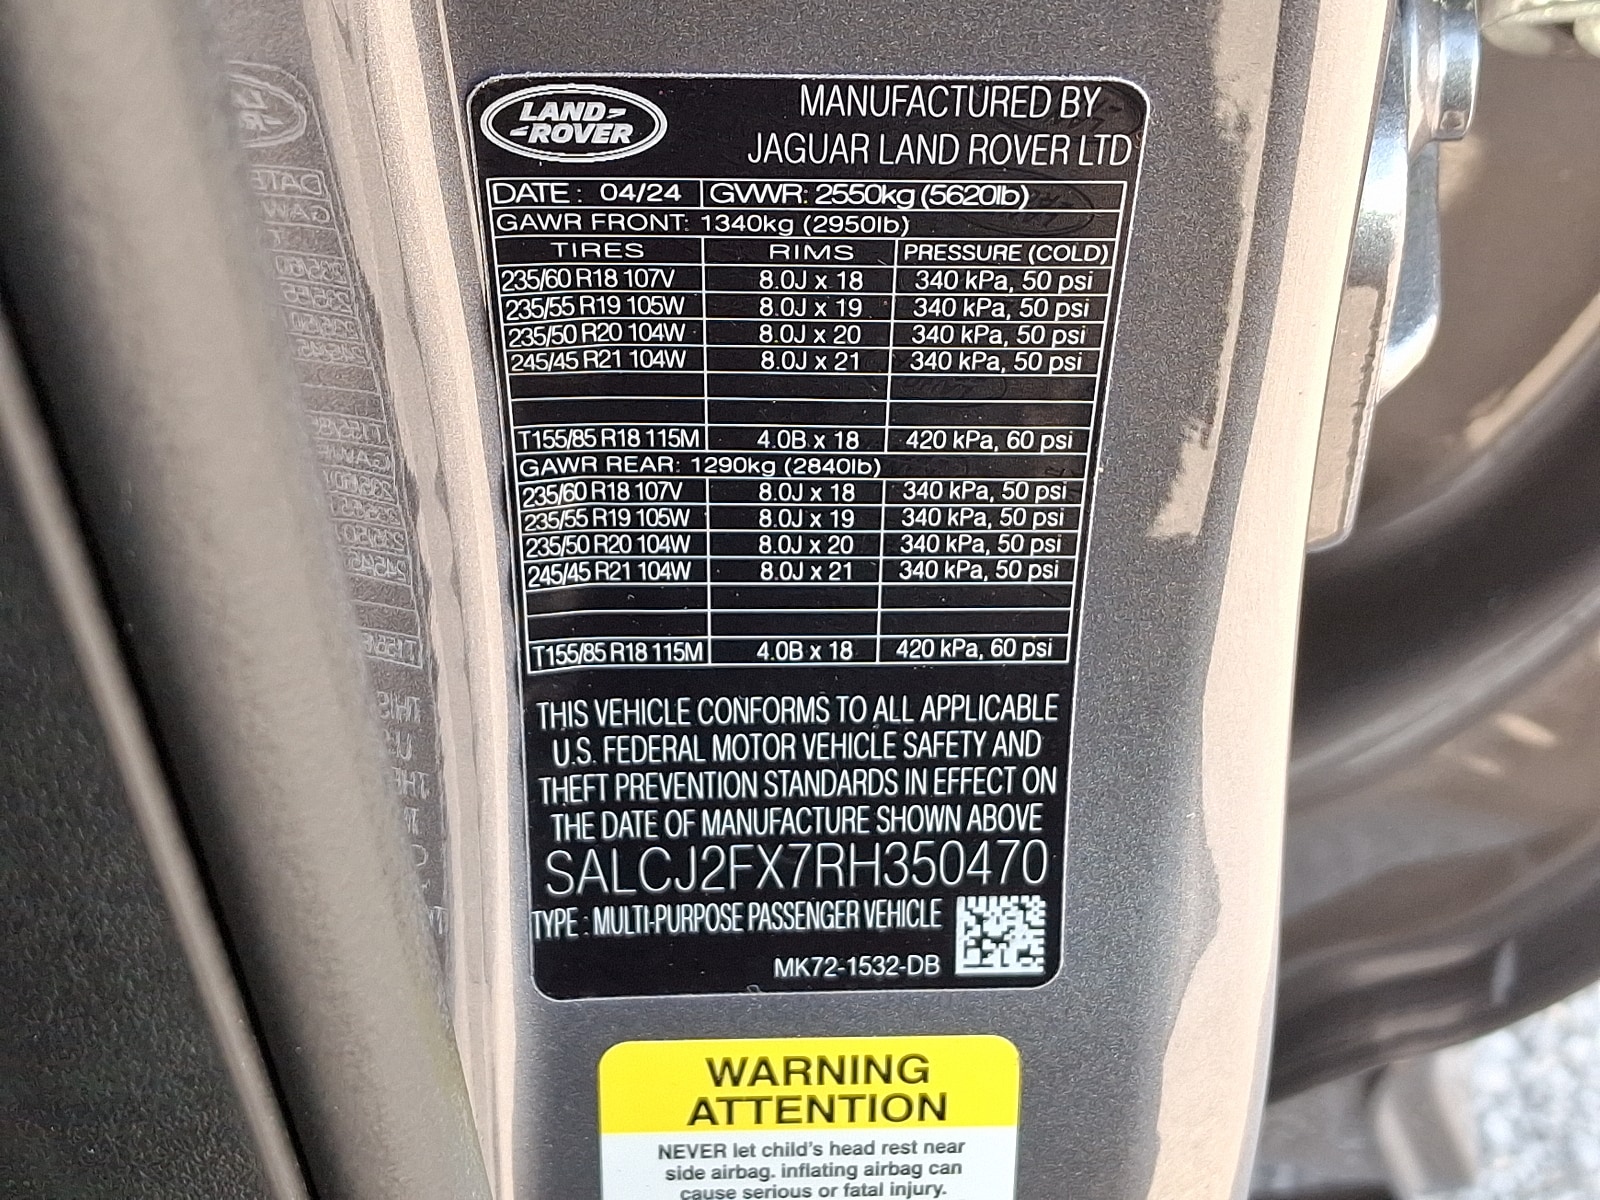 LAND
ROVER
MANUFACTURED BY
JAGUAR LAND ROVER LTD
DATE: 04/24 GVWR: 2550kg (5620lb)
GAWR FRONT: 1340kg (2950lb)
TIRES RIMS PRESSURE (COLD)
235/60 R18 107V 8.0J x 18 340 kPa, 50 psi
235/55 R19 105W 8.0J x 19 340 kPa, 50 psi
235/50 R20 104W 8.0J x 20 340 kPa, 50 psi
245/45 R21 104W 8.0J x 21 340 kPa, 50 psi
T155/85 R18 115M 4.0B x 18 420 kPa, 60 psi
GAWR REAR: 1290kg (2840lb)
235/60 R18 107V 8.0J x 18 340 kPa, 50 psi
235/55 R19 105W 8.0J x 19 340 kPa, 50 psi
235/50 R20 104W 8.0J x 20 340 kPa, 50 psi
245/45 R21 104W 8.0J x 21 340 kPa, 50 psi
T155/85 R18 115M 4.0B x 18 420 kPa, 60 psi
THIS VEHICLE CONFORMS TO ALL APPLICABLE
U.S. FEDERAL MOTOR VEHICLE SAFETY AND
THEFT PREVENTION STANDARDS IN EFFECT ON
THE DATE OF MANUFACTURE SHOWN ABOVE
SALCJ2FX7RH350470
TYPE : MULTI-PURPOSE PASSENGER VEHICLE
MK72-1532-DB
WARNING
ATTENTION
NEVER let child's head rest near
side airbag. inflating airbag can
cause serious or fatal injury.